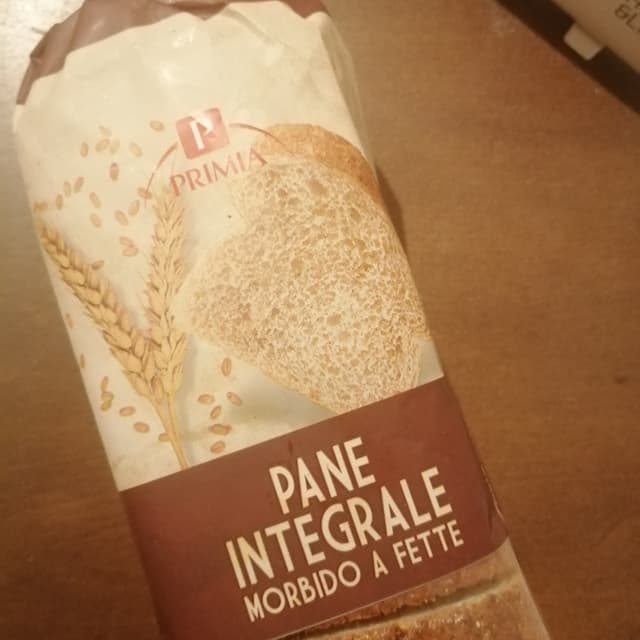 P
PRIMIA
PANE
INTEGRALE
MORBIDO A FETTE